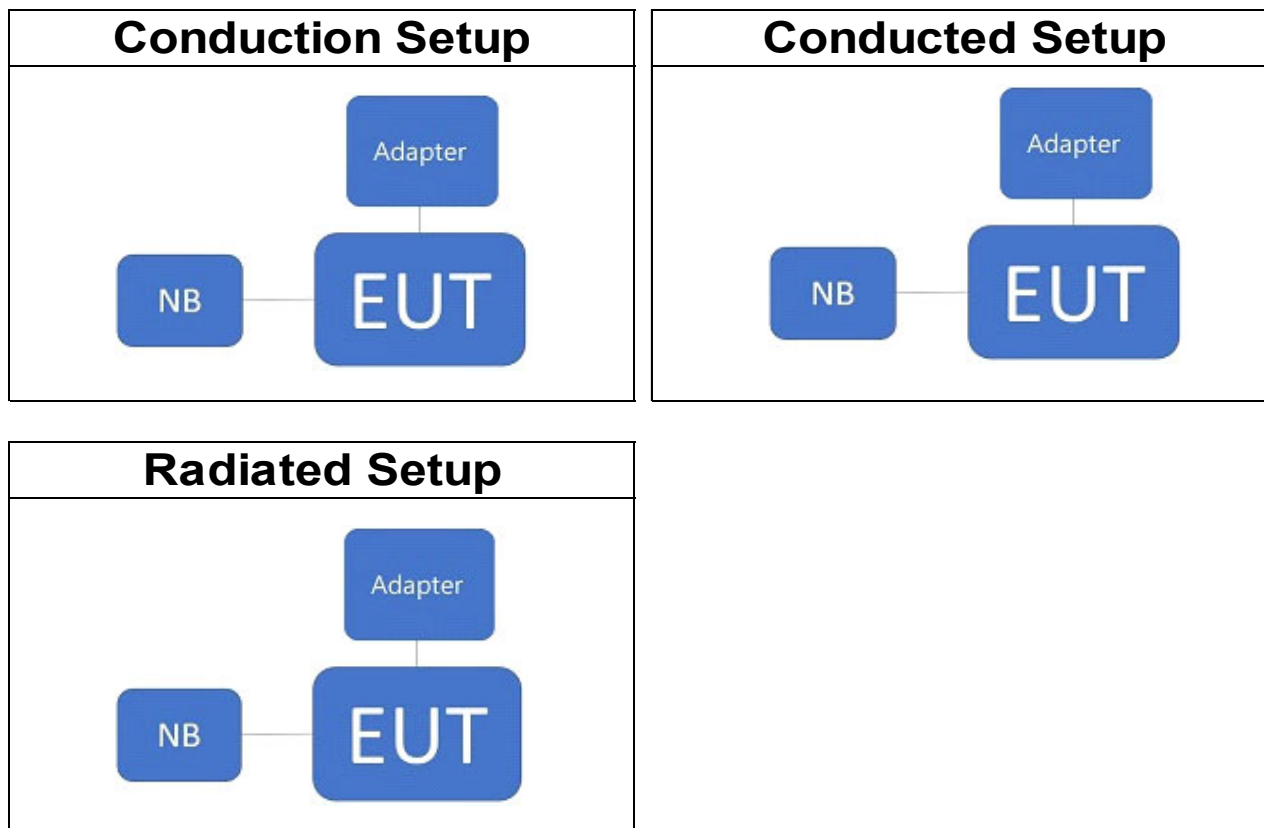 Conduction Setup
Adapter
NB
EUT
Conducted Setup
Adapter
NB
EUT
Radiated Setup
Adapter
NB
EUT